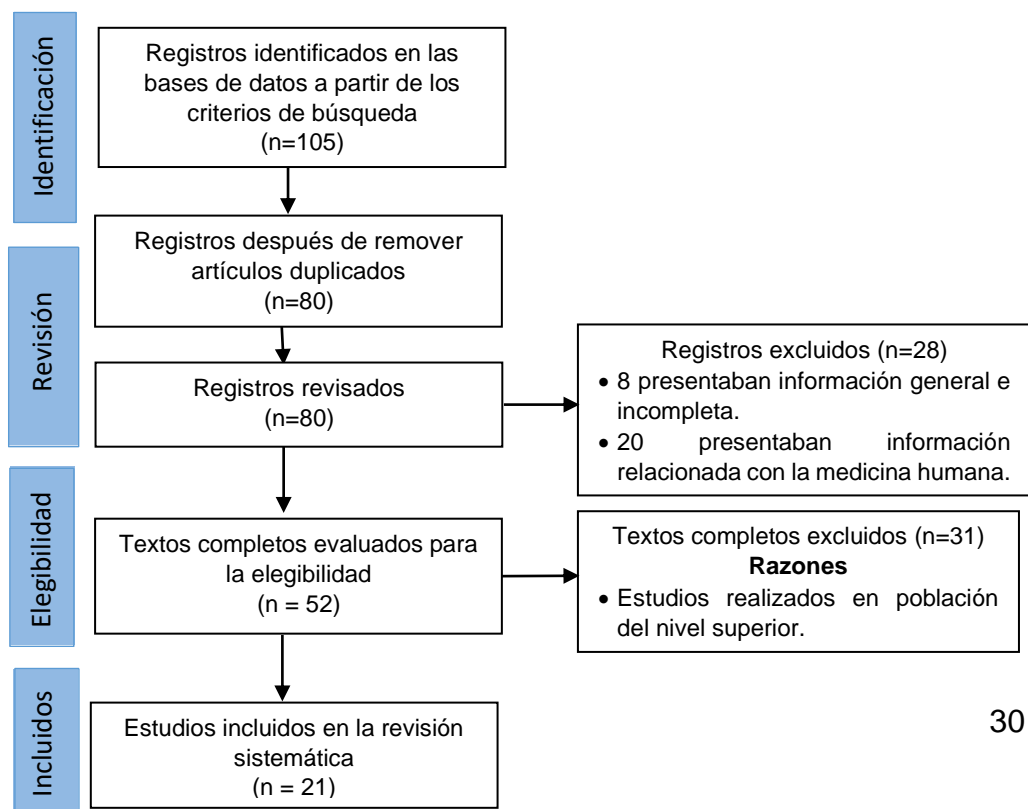 Identificación
Registros identificados en las
bases de datos a partir de los
criterios de búsqueda
(n=105)
Revisión
Registros después de remover
artículos duplicados
(n=80)
Registros revisados
(n=80)
Registros excluidos (n=28)
• 8 presentaban información general e
incompleta.
• 20 presentaban información
relacionada con la medicina humana.
Elegibilidad
Textos completos evaluados para
la elegibilidad
(n = 52)
Textos completos excluidos (n=31)
Razones
• Estudios realizados en población
del nivel superior.
Incluidos
Estudios incluidos en la revisión
sistemática
(n = 21)
30